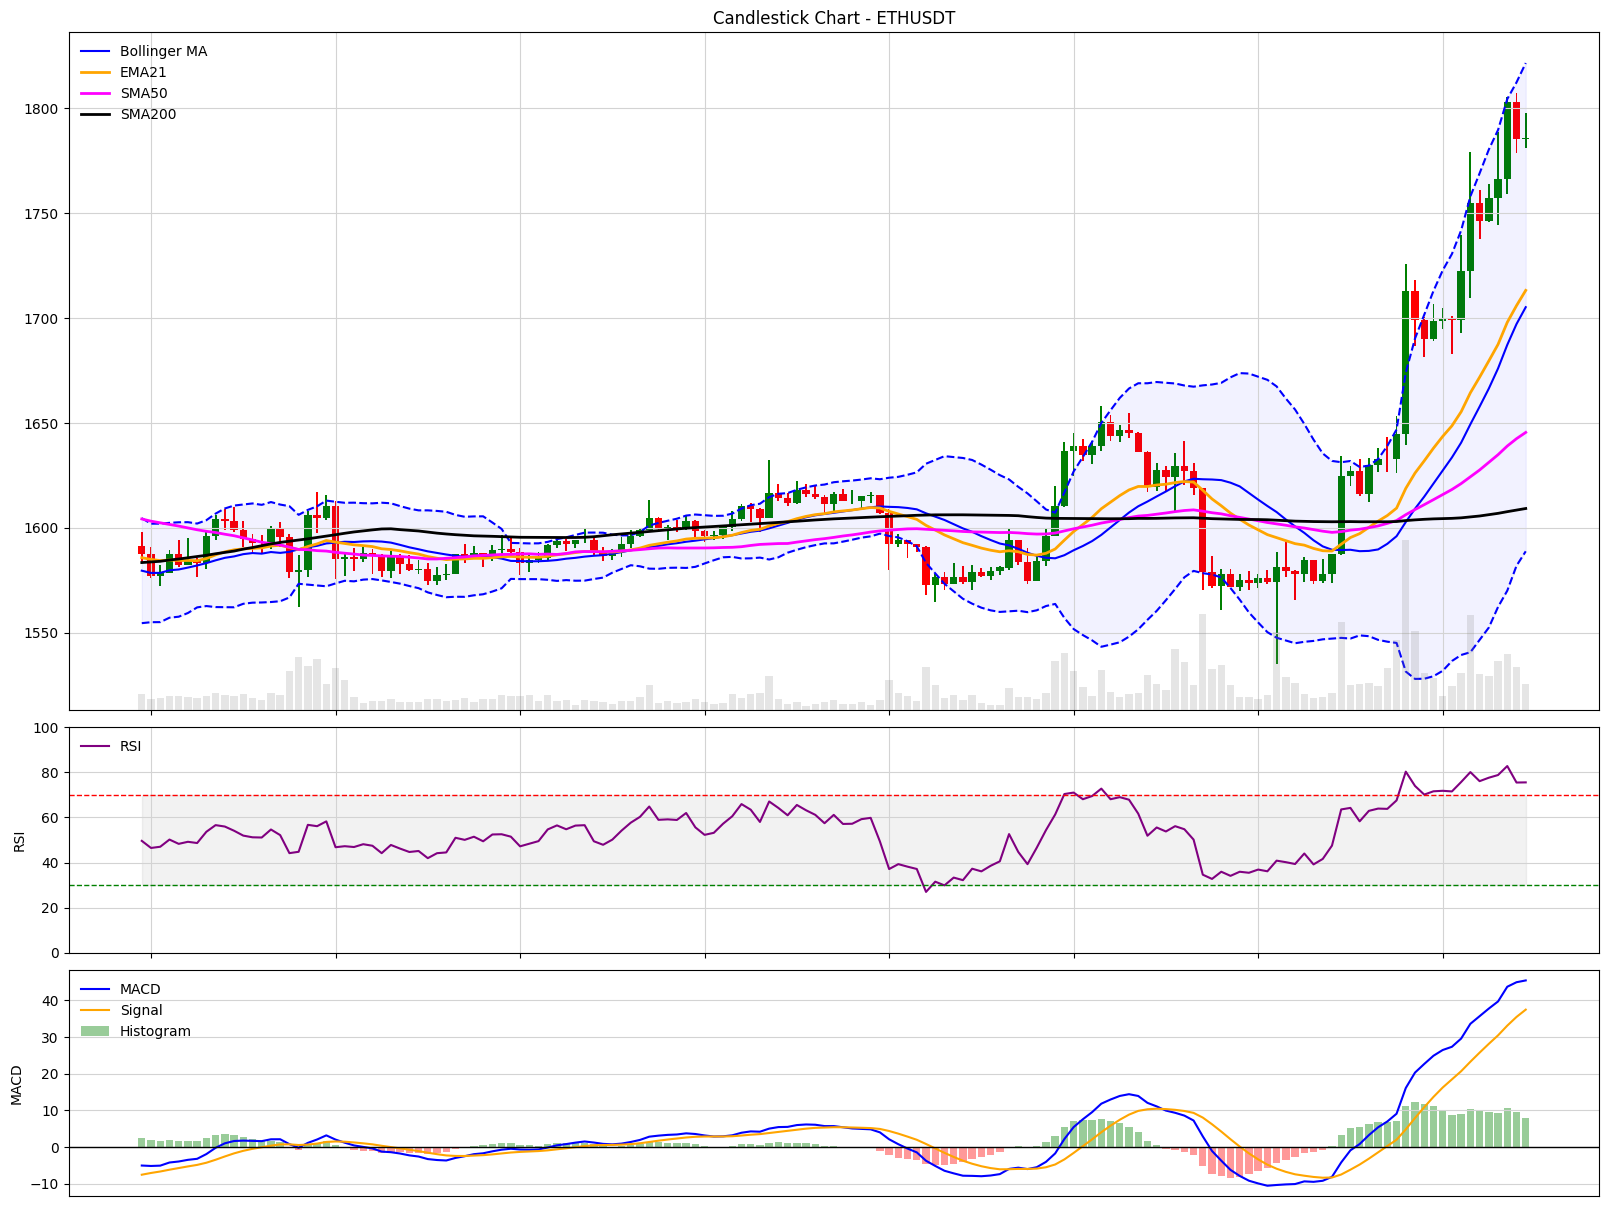 Candlestick Chart - ETHUSDT
Bollinger MA
EMA21
SMA50
SMA200
1800
1750
1700
1650
1600
1550
RSI
100
80
60
40
20
0
RSI
MACD
Signal
Histogram
40
30
20
10
0
−10
MACD